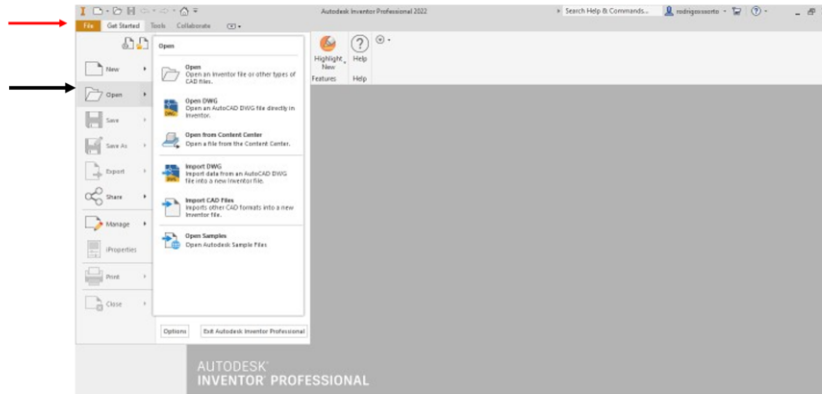 Autodesk Inventor Professional 2022
Search Help & Commands...
File Get Started Tools Collaborate
Open
New
Open
Save
Save As
Export
Share
Manage
iProperties
Print
Close
Open
Open an Inventor file or other types of
CAD files.
Open DWG
Open an AutoCAD DWG file directly in
Inventor.
Open from Content Center
Open a file from the Content Center.
Import DWG
Import data from an AutoCAD DWG
file into a new Inventor file.
Import CAD Files
Imports other CAD formats into a new
Inventor file.
Open Samples
Open Autodesk Sample Files
Options Exit Autodesk Inventor Professional
Highlight
New
Help
Features Help
AUTODESK®
INVENTOR® PROFESSIONAL